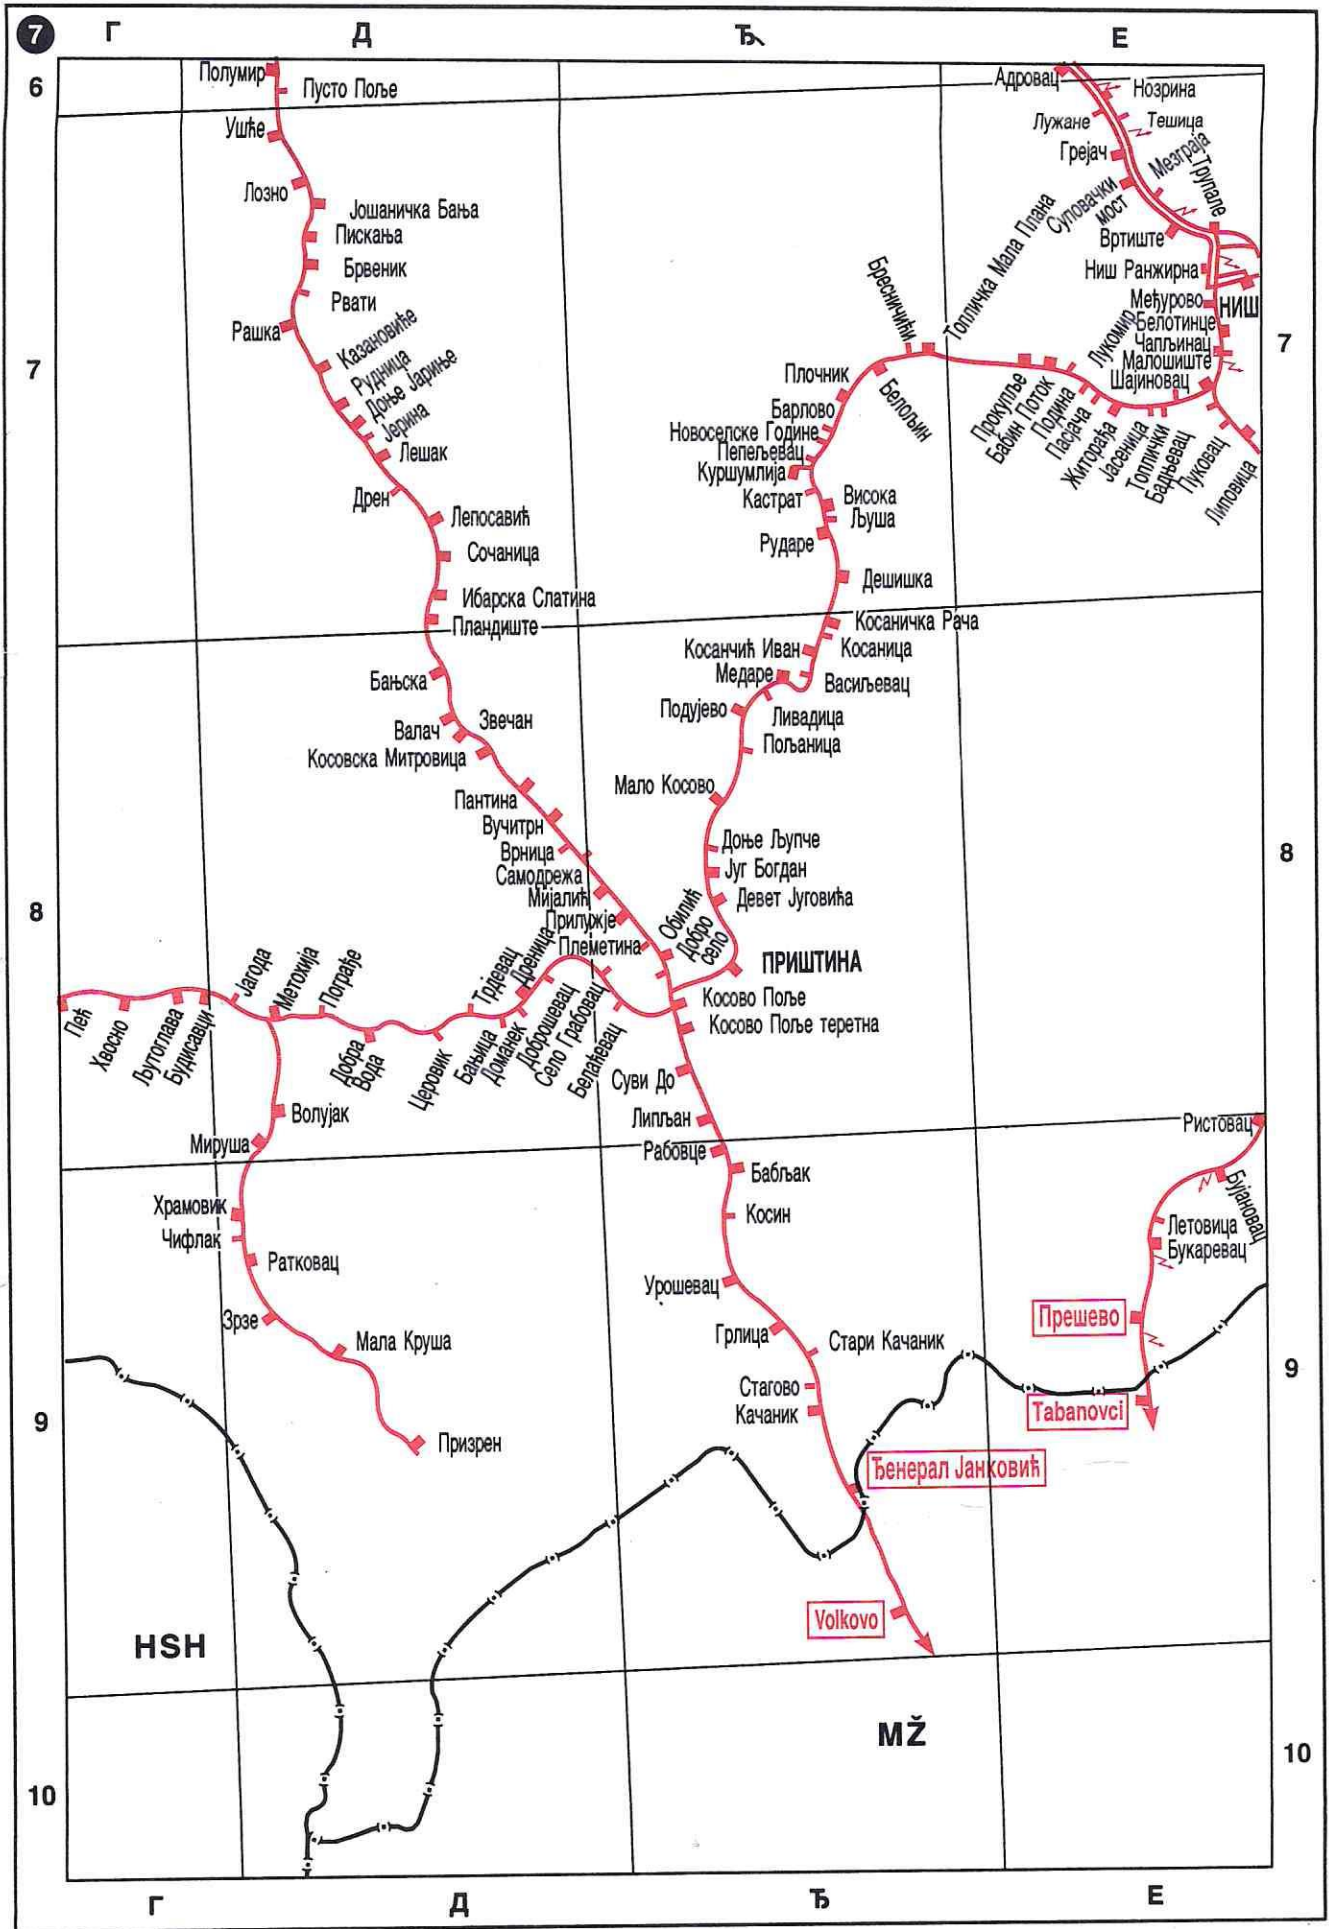 7
Г
Д
Ђ
Е
6
Полумир
Пусто Поље
Ушће
Лозно
Јошаничка Бања
Пискања
Брвеник
Рвати
Рашка
7
Казановиће
Рудница
Доње Јариње
Јерина
Лешак
Дрен
Лепосавић
Сочаница
Ибарска Слатина
Пландиште
Бањска
Валач
Звечан
Косовска Митровица
Пантина
Вучитрн
Врница
Самодрежа
Мијалић
Прилужје
Племетина
Обилић
Добро
село
ПРИШТИНА
Косово Поље
Косово Поље теретна
Адровац
Нозрина
Лужане
Тешица
Грејач
Мезграја
Трупале
Суповачки
мост
Вртиште
Ниш Ранжирна
НИШ
Међурово
Белотинце
Чапљинац
Малошиште
Шајиновац
7
Лукомир
Топличка Мала Плана
Бресничићи
Прокупље
Бабин Поток
Подина
Пасјача
Житорађа
Јасеница
Топлички
Бадњевац
Пуковац
Липовица
Белољин
Плочник
Барлово
Новоселске Године
Пепељевац
Куршумлија
Кастрат
Висока
Љуша
Рударе
Дешишка
Косаничка Рача
Косанчић Иван
Косаница
Медаре
Васиљевац
Подујево
Ливадица
Пољаница
Мало Косово
Доње Љупче
Југ Богдан
Девет Југовића
8
8
Пећ
Хвосно
Љутоглава
Будисавци
Јагода
Метохија
Пограђе
Добра
Вода
Церовик
Трдевац
Бањица
Доманек
Дреница
Доброшевац
Село Грабовац
Белаћевац
Волујак
Мируша
Храмовик
Чифлак
Ратковац
Зрзе
Мала Круша
Призрен
Суви До
Липљан
Рабовце
Бабљак
Косин
Урошевац
Грлица
Стари Качаник
Стагово
Качаник
Ђенерал Јанковић
Volkovo
Ристовац
Бујановац
Летовица
Букаревац
Прешево
Tabanovci
9
9
HSH
MŽ
10
10
Г
Д
Ђ
Е